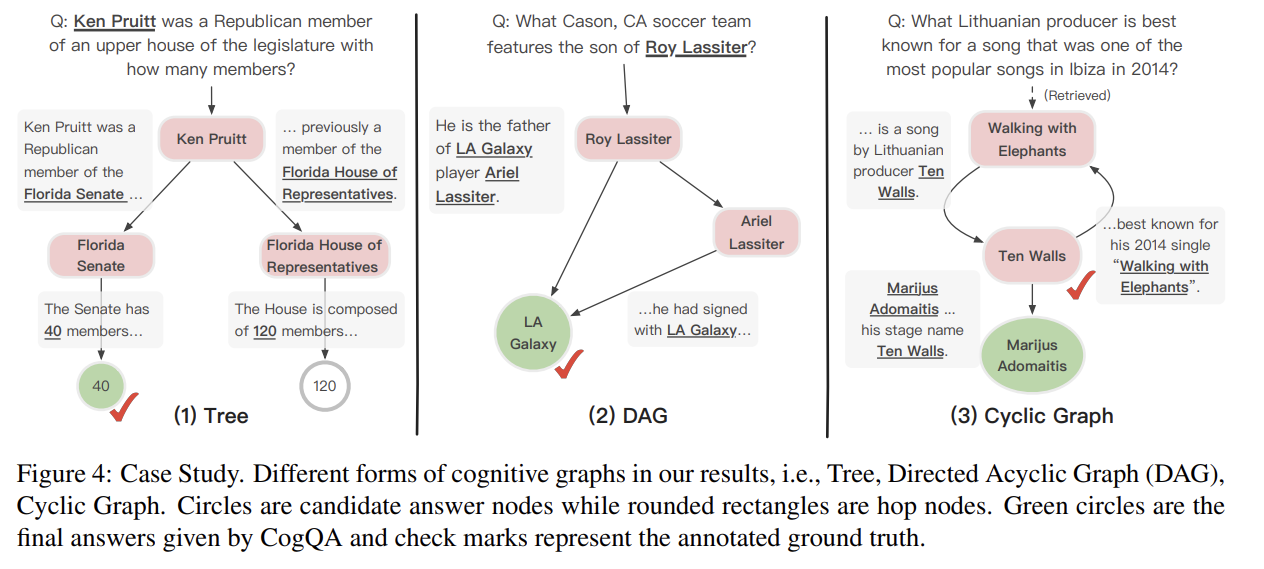 Q: Ken Pruitt was a Republican member
of an upper house of the legislature with
how many members?
Ken Pruitt was a
Republican
member of the
Florida Senate ...
Ken Pruitt
... previously a
member of the
Florida House of
Representatives.
Florida
Senate
Florida House of
Representatives
The Senate has
40 members...
The House is composed
of 120 members...
40
120
(1) Tree
Q: What Cason, CA soccer team
features the son of Roy Lassiter?
He is the father
of LA Galaxy
player Ariel
Lassiter.
Roy Lassiter
Ariel
Lassiter
LA
Galaxy
...he had signed
with LA Galaxy...
(2) DAG
Q: What Lithuanian producer is best
known for a song that was one of the
most popular songs in Ibiza in 2014?
(Retrieved)
... is a song
by Lithuanian
producer Ten
Walls.
Walking with
Elephants
Ten Walls
...best known for
his 2014 single
“Walking with
Elephants”.
Marijus
Adomaitis ...
his stage name
Ten Walls.
Marijus
Adomaitis
(3) Cyclic Graph
Figure 4: Case Study. Different forms of cognitive graphs in our results, i.e., Tree, Directed Acyclic Graph (DAG),
Cyclic Graph. Circles are candidate answer nodes while rounded rectangles are hop nodes. Green circles are the
final answers given by CogQA and check marks represent the annotated ground truth.